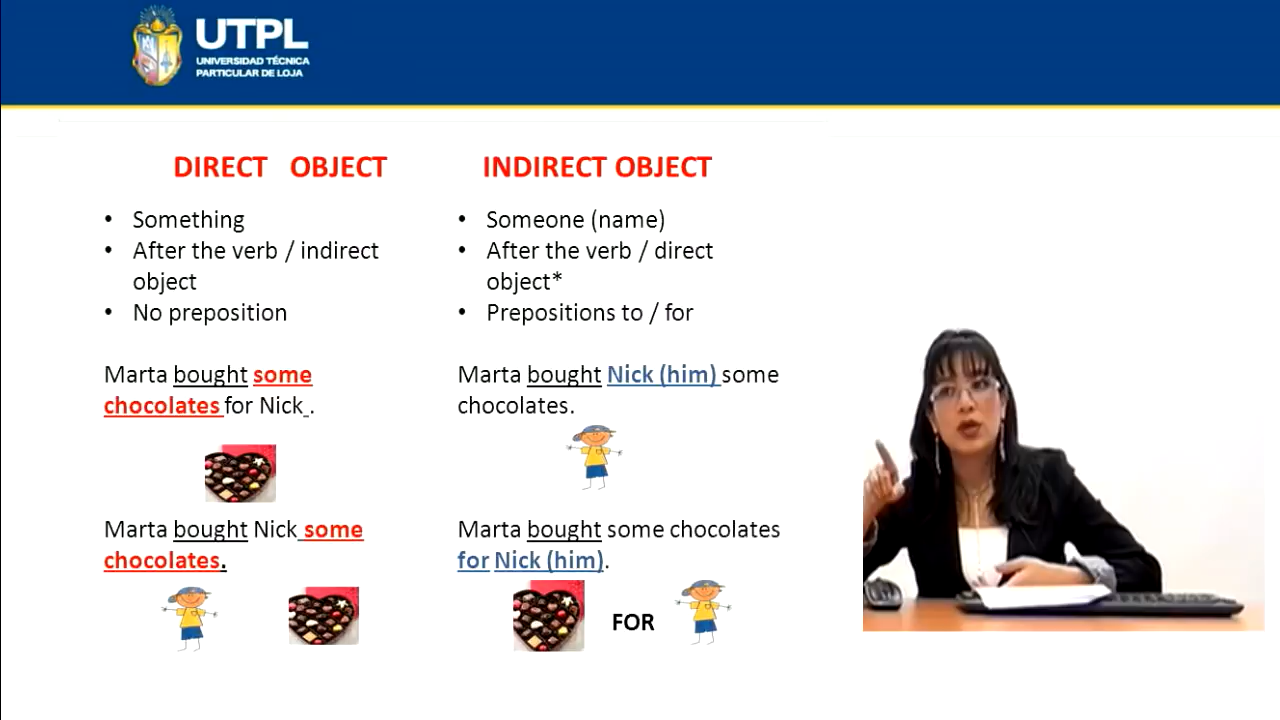 UTPL
UNIVERSIDAD TÉCNICA
PARTICULAR DE LOJA
DIRECT OBJECT
• Something
• After the verb / indirect
object
• No preposition
Marta bought some
chocolates for Nick .
Marta bought Nick some
chocolates.
INDIRECT OBJECT
• Someone (name)
• After the verb / direct
object*
• Prepositions to / for
Marta bought Nick (him) some
chocolates.
Marta bought some chocolates
for Nick (him).
FOR